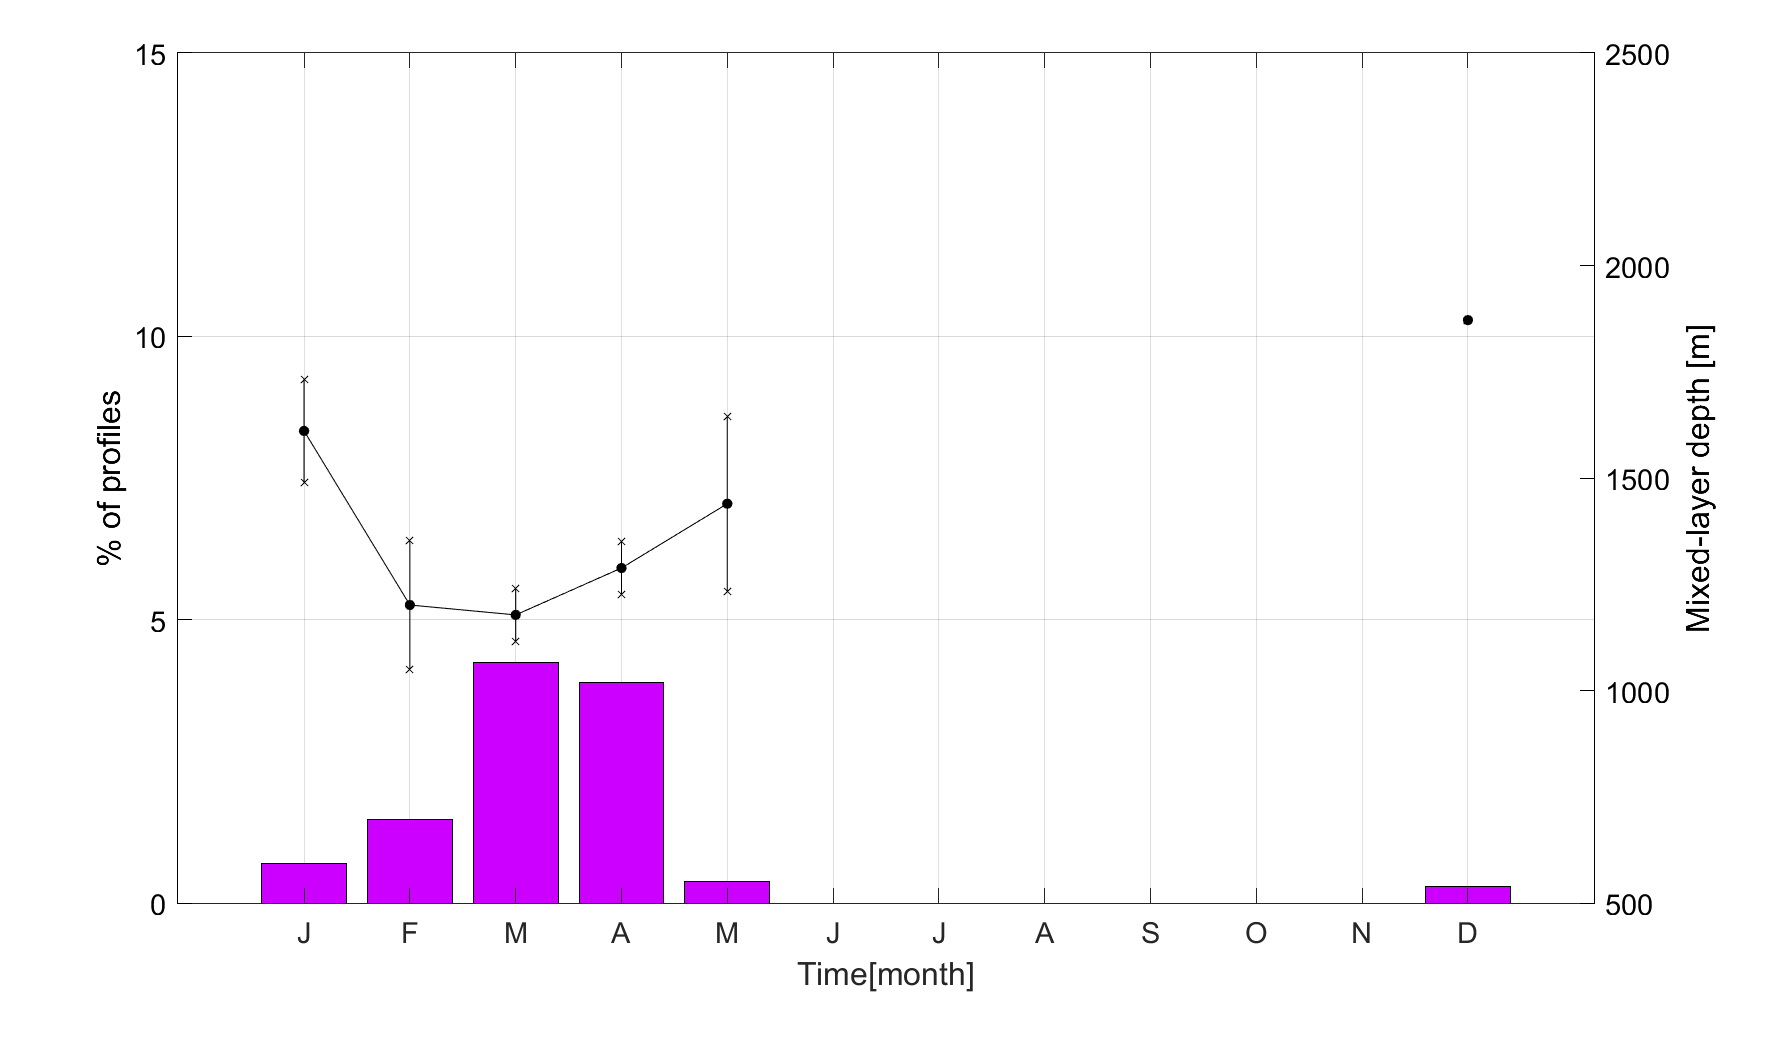 15
10
5
0
% of profiles
2500
2000
1500
1000
500
Mixed-layer depth [m]
J F M A M J J A S O N D
Time[month]